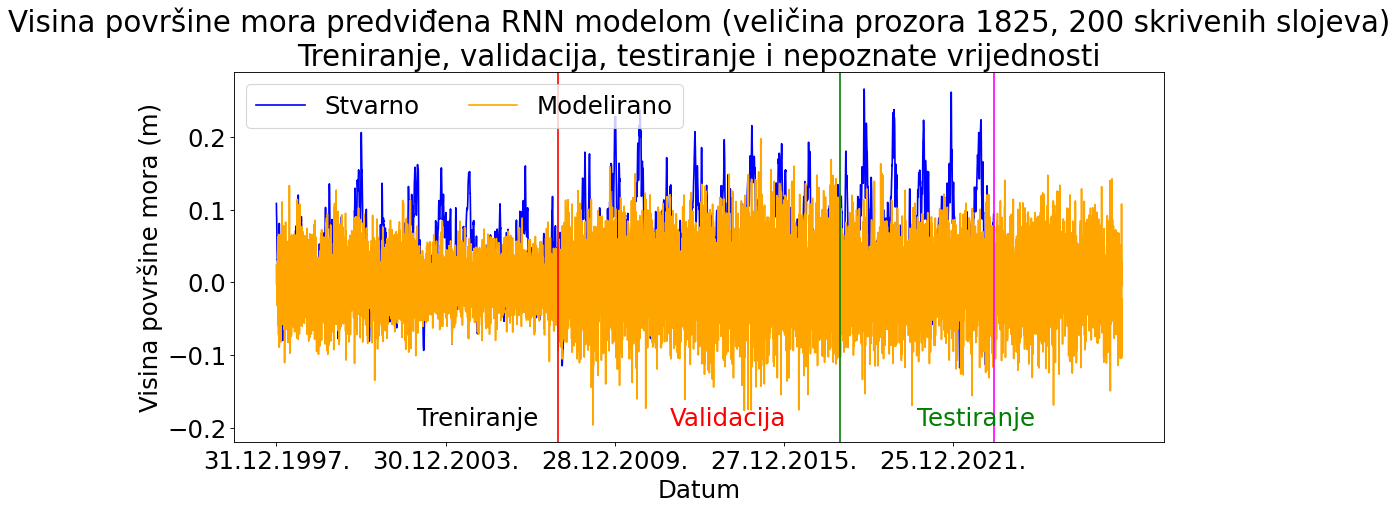 Visina površine mora predviđena RNN modelom (veličina prozora 1825, 200 skrivenih slojeva)
Treniranje, validacija, testiranje i nepoznate vrijednosti
Stvarno Modelirano
Visina površine mora (m)
0.2
0.1
0.0
−0.1
−0.2
Treniranje Validacija Testiranje
31.12.1997. 30.12.2003. 28.12.2009. 27.12.2015. 25.12.2021.
Datum